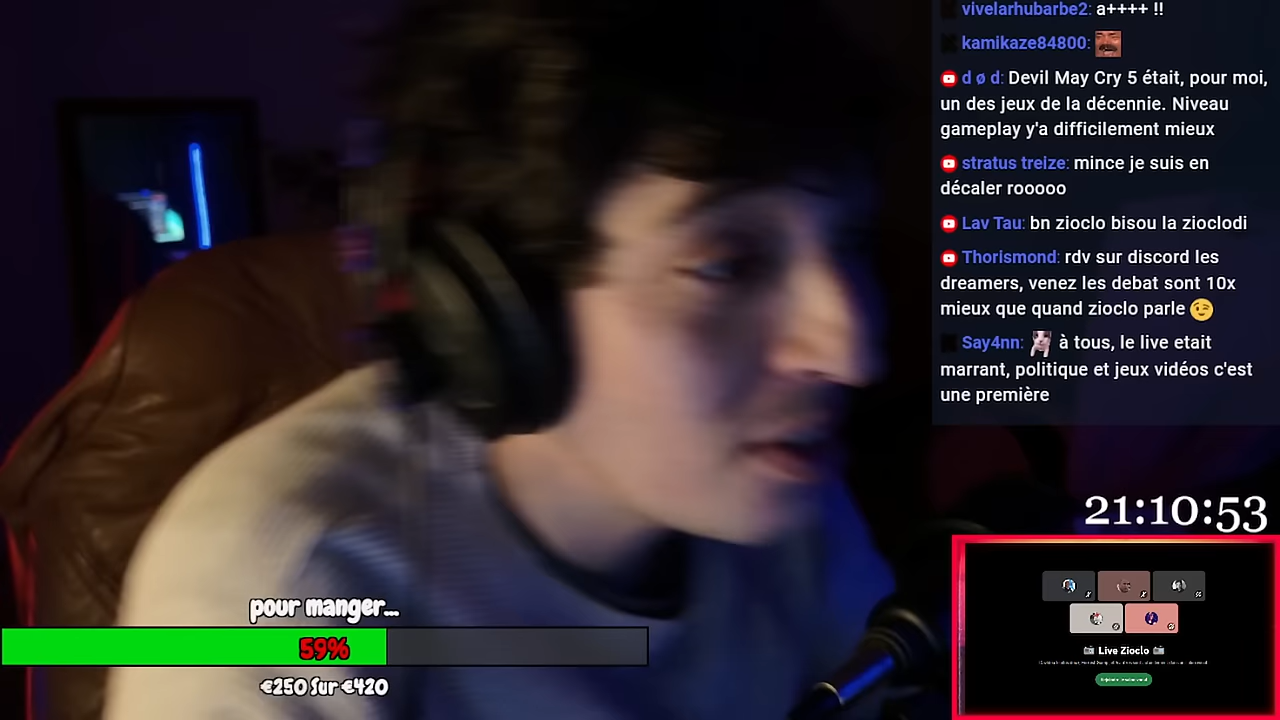 vivelarhubarbe2: a++++ !!
kamikaze84800:
d ø d: Devil May Cry 5 était, pour moi,
un des jeux de la décennie. Niveau
gameplay y'a difficilement mieux
stratus treize: mince je suis en
décaler rooooo
Lav Tau: bn zioclo bisou la zioclodi
Thorismond: rdv sur discord les
dreamers, venez les debat sont 10x
mieux que quand zioclo parle
Say4nn: à tous, le live etait
marrant, politique et jeux vidéos c'est
une première
21:10:53
pour manger...
59%
€250 Sur €420
Live Zioclo